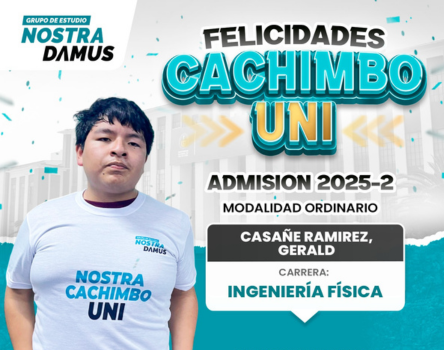 GRUPO DE ESTUDIO
NOSTRA
DAMUS
FELICIDADES
CACHIMBO
UNI
ADMISION 2025-2
MODALIDAD ORDINARIO
CASAÑE RAMIREZ,
GERALD
CARRERA:
INGENIERÍA FÍSICA
NOSTRA
DAMUS
NOSTRA
CACHIMBO
UNI